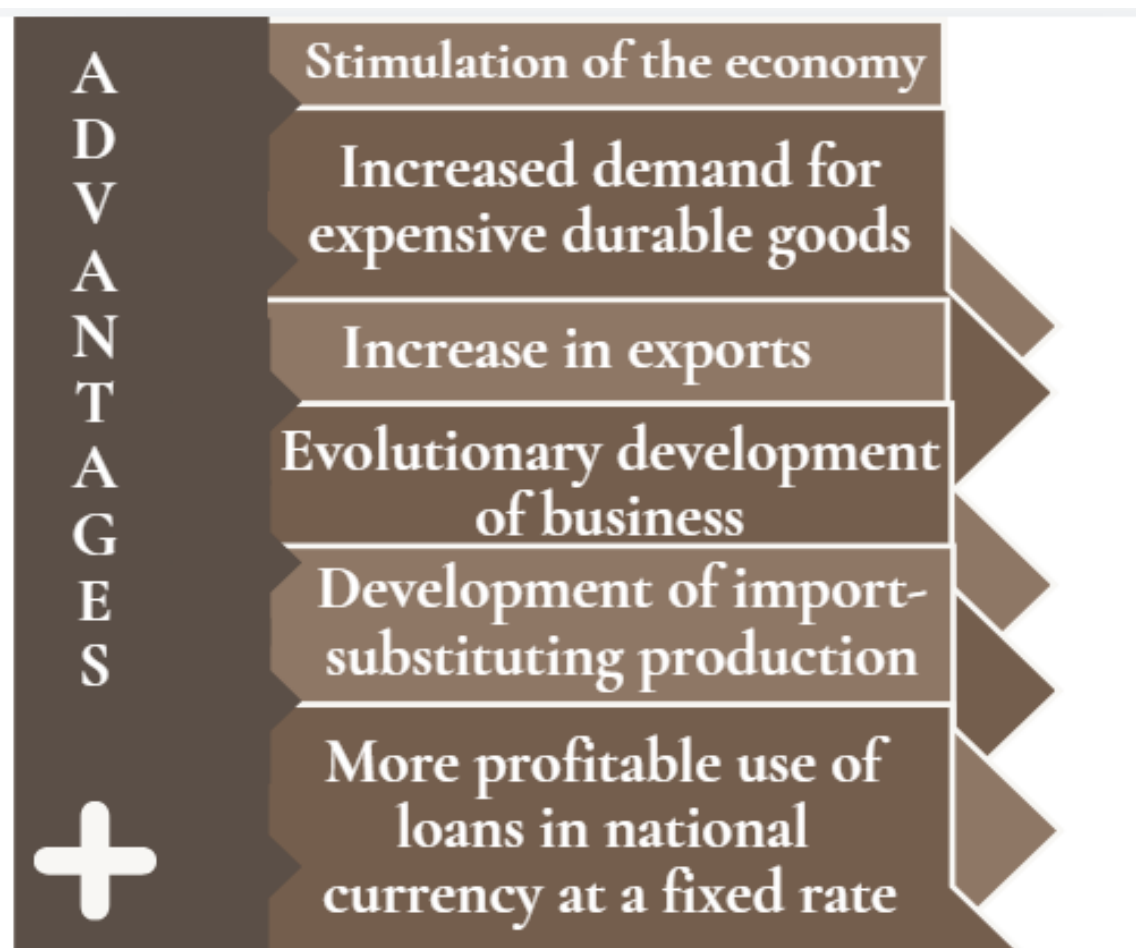 ADVANTAGES
Stimulation of the economy
Increased demand for
expensive durable goods
Increase in exports
Evolutionary development
of business
Development of import-
substituting production
More profitable use of
loans in national
currency at a fixed rate